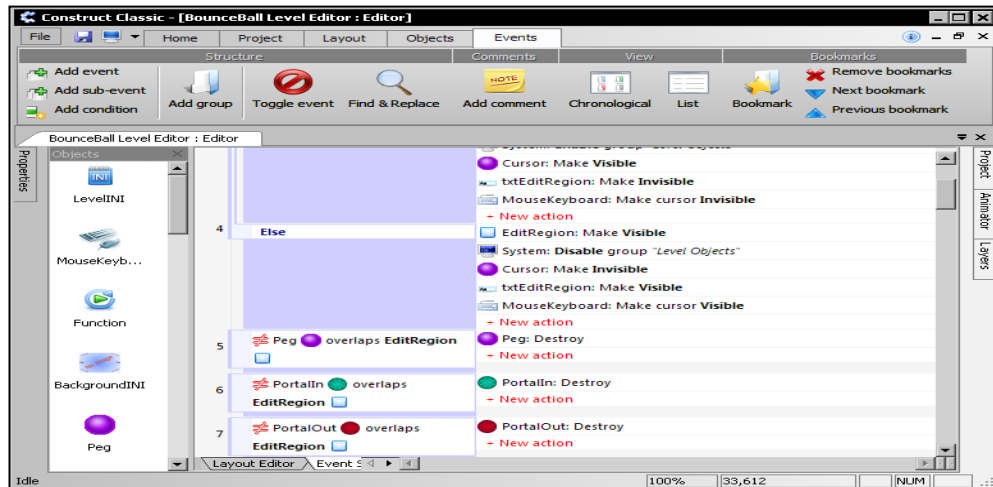 Construct Classic - [BounceBall Level Editor : Editor]
File Home Project Layout Objects Events
Structure Comments View Bookmarks
Add event
Add sub-event
Add condition
Add group
Toggle event
Find & Replace
NOTE
Add comment
Chronological
List
Bookmark
Remove bookmarks
Next bookmark
Previous bookmark
BounceBall Level Editor : Editor
Properties
Objects
INI
LevelINI
MouseKeyb...
Function
BackgroundINI
Peg
Cursor: Make Visible
txtEditRegion: Make Invisible
MouseKeyboard: Make cursor Invisible
+ New action
4 Else
EditRegion: Make Visible
System: Disable group "Level Objects"
Cursor: Make Invisible
txtEditRegion: Make Visible
MouseKeyboard: Make cursor Visible
+ New action
5 Peg overlaps EditRegion
Peg: Destroy
+ New action
6 PortalIn overlaps
EditRegion
PortalIn: Destroy
+ New action
7 PortalOut overlaps
EditRegion
PortalOut: Destroy
+ New action
Project
Animator
Layers
Layout Editor Event S
Idle 100% 33,612 NUM